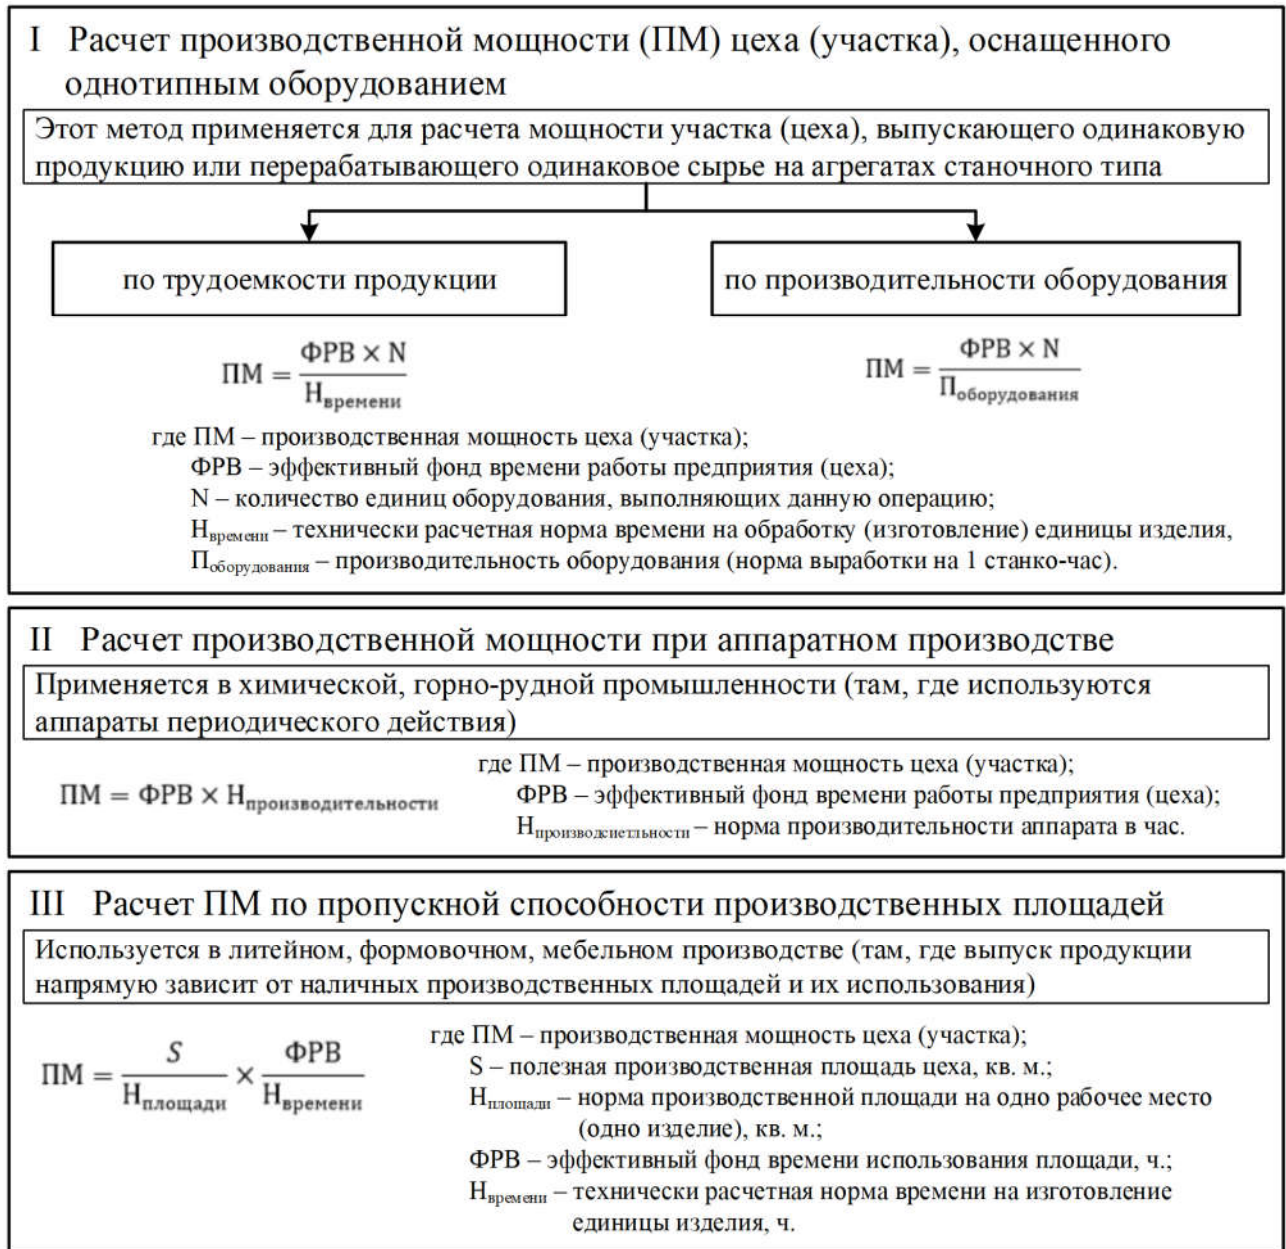 I Расчет производственной мощности (ПМ) цеха (участка), оснащенного
однотипным оборудованием
Этот метод применяется для расчета мощности участка (цеха), выпускающего одинаковую
продукцию или перерабатывающего одинаковое сырье на агрегатах станочного типа
по трудоемкости продукции
по производительности оборудования
ПМ = ФРВ × N / Нвремени
ПМ = ФРВ × N / Поборудования
где ПМ – производственная мощность цеха (участка);
ФРВ – эффективный фонд времени работы предприятия (цеха);
N – количество единиц оборудования, выполняющих данную операцию;
Нвремени – технически расчетная норма времени на обработку (изготовление) единицы изделия,
Поборудования – производительность оборудования (норма выработки на 1 станко-час).
II Расчет производственной мощности при аппаратном производстве
Применяется в химической, горно-рудной промышленности (там, где используются
аппараты периодического действия)
ПМ = ФРВ × Нпроизводительности
где ПМ – производственная мощность цеха (участка);
ФРВ – эффективный фонд времени работы предприятия (цеха);
Нпроизводсиетльности – норма производительности аппарата в час.
III Расчет ПМ по пропускной способности производственных площадей
Используется в литейном, формовочном, мебельном производстве (там, где выпуск продукции
напрямую зависит от наличных производственных площадей и их использования)
ПМ = S / Нплощади × ФРВ / Нвремени
где ПМ – производственная мощность цеха (участка);
S – полезная производственная площадь цеха, кв. м.;
Нплощади – норма производственной площади на одно рабочее место
(одно изделие), кв. м.;
ФРВ – эффективный фонд времени использования площади, ч.;
Нвремени – технически расчетная норма времени на изготовление
единицы изделия, ч.